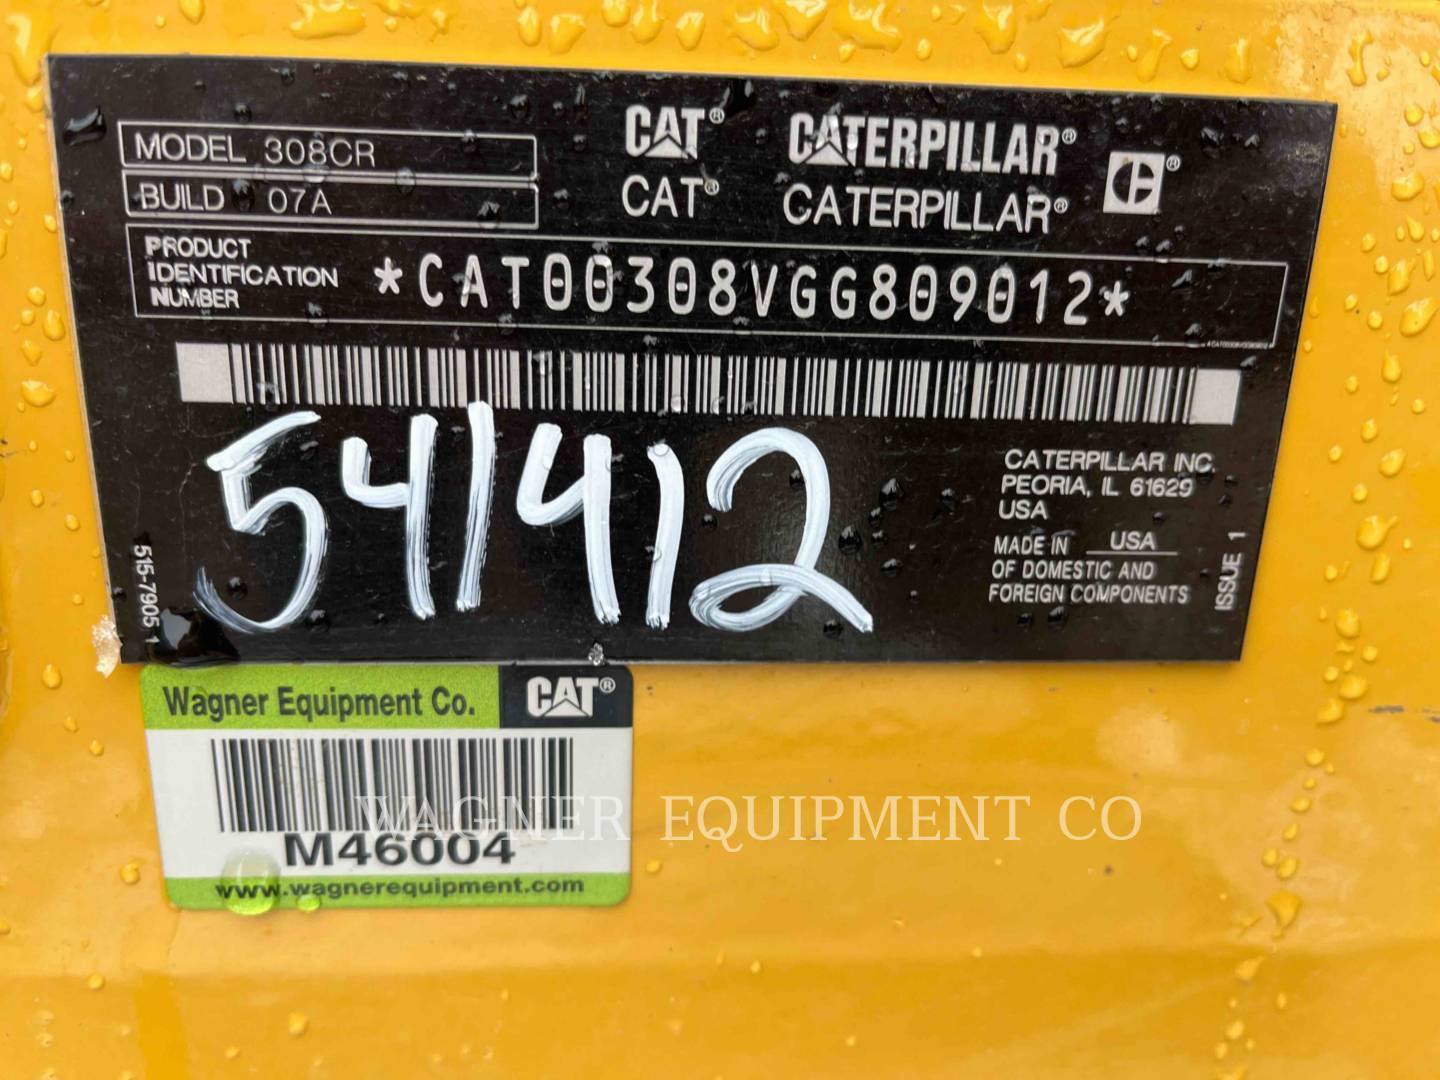 MODEL 308CR
BUILD 07A
CAT® CATERPILLAR® ®
CAT® CATERPILLAR®
PRODUCT
IDENTIFICATION
NUMBER
*CAT00308VGG809012*
541412
CATERPILLAR INC.
PEORIA, IL 61629
USA
MADE IN USA
OF DOMESTIC AND
FOREIGN COMPONENTS
ISSUE 1
515-7905 1
Wagner Equipment Co. CAT®
M46004
www.wagnerequipment.com
WAGNER EQUIPMENT CO